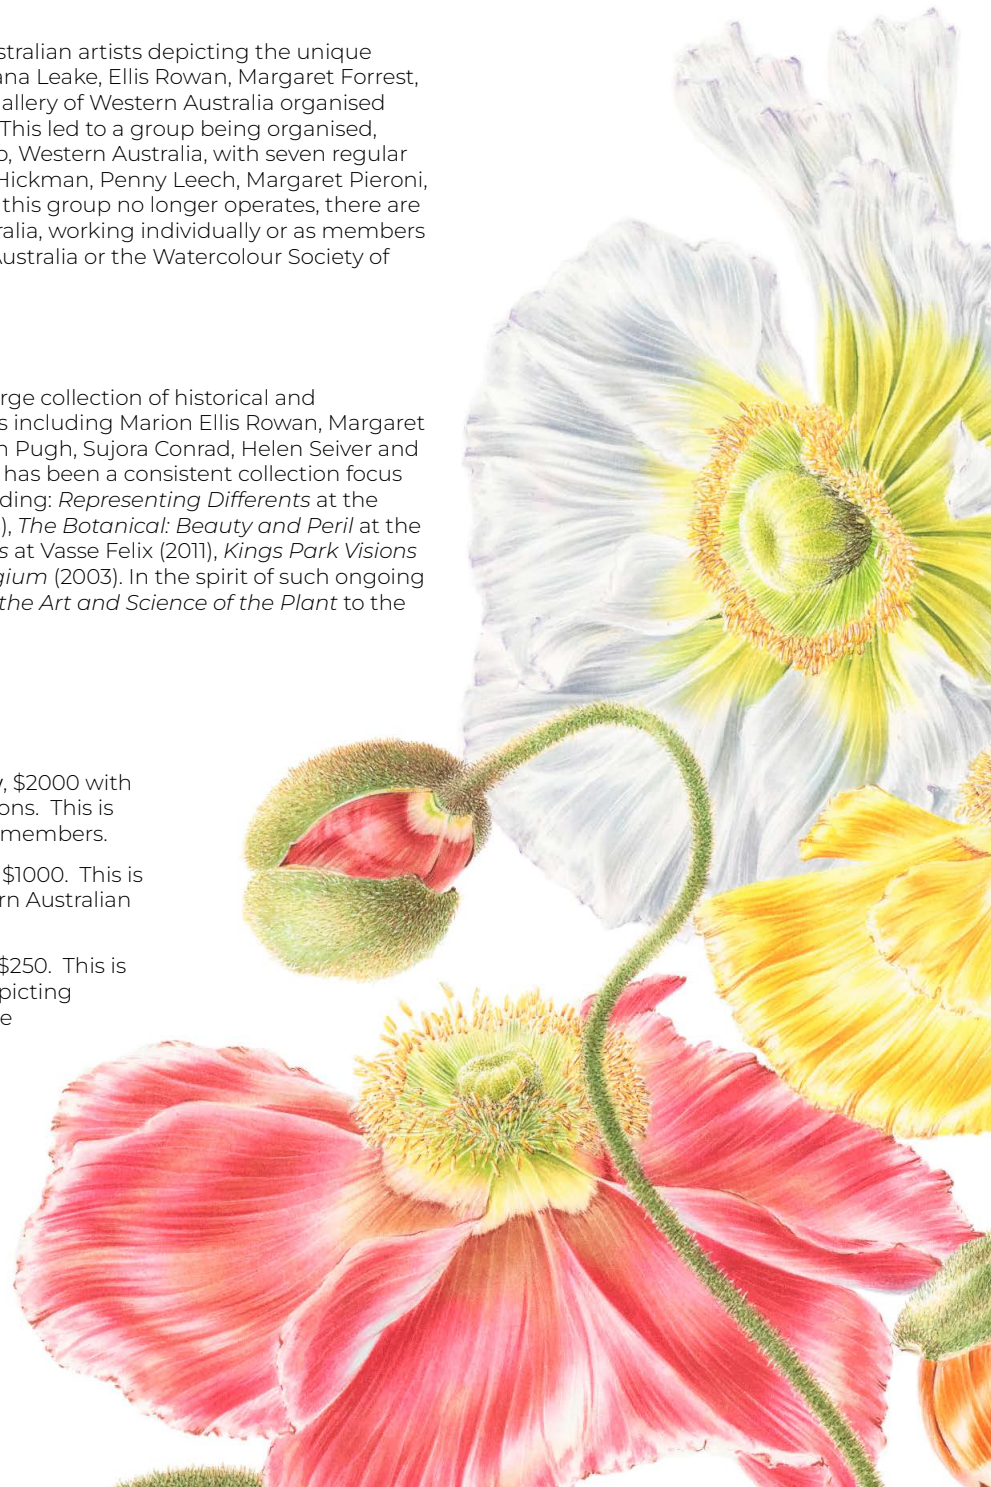 stralian artists depicting the unique
ana Leake, Ellis Rowan, Margaret Forrest,
allery of Western Australia organised
This led to a group being organised,
o, Western Australia, with seven regular
Hickman, Penny Leech, Margaret Pieroni,
this group no longer operates, there are
ralia, working individually or as members
Australia or the Watercolour Society of
rge collection of historical and
s including Marion Ellis Rowan, Margaret
n Pugh, Sujora Conrad, Helen Seiver and
has been a consistent collection focus
ding: Representing Differents at the
), The Botanical: Beauty and Peril at the
s at Vasse Felix (2011), Kings Park Visions
gium (2003). In the spirit of such ongoing
the Art and Science of the Plant to the
y, $2000 with
ons. This is
members.
$1000. This is
rn Australian
$250. This is
picting
e